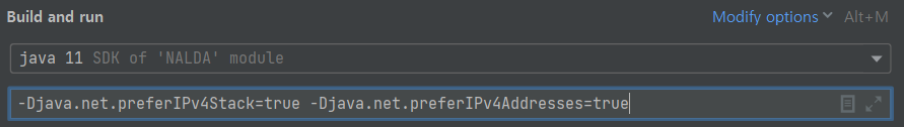 Build and run
Modify options Alt+M
java 11 SDK of 'NALDA' module
-Djava.net.preferIPv4Stack=true -Djava.net.preferIPv4Addresses=true